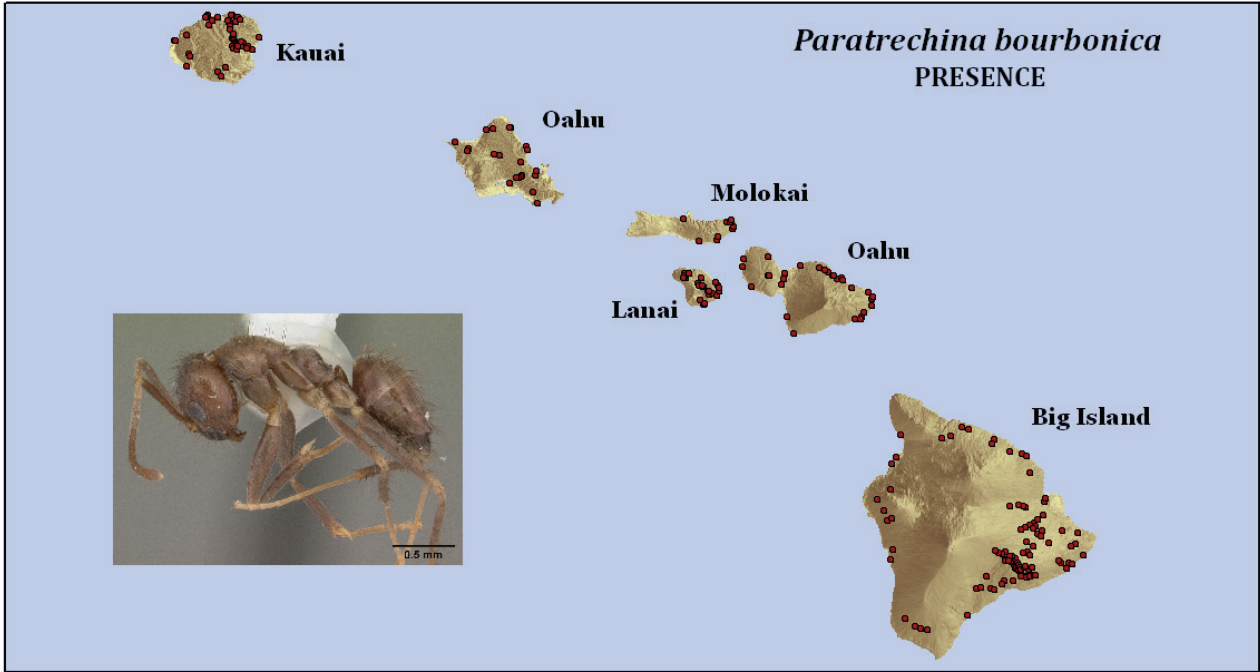 Paratrechina bourbonica
PRESENCE
Kauai
Oahu
Molokai
Oahu
Lanai
Big Island
0.5 mm